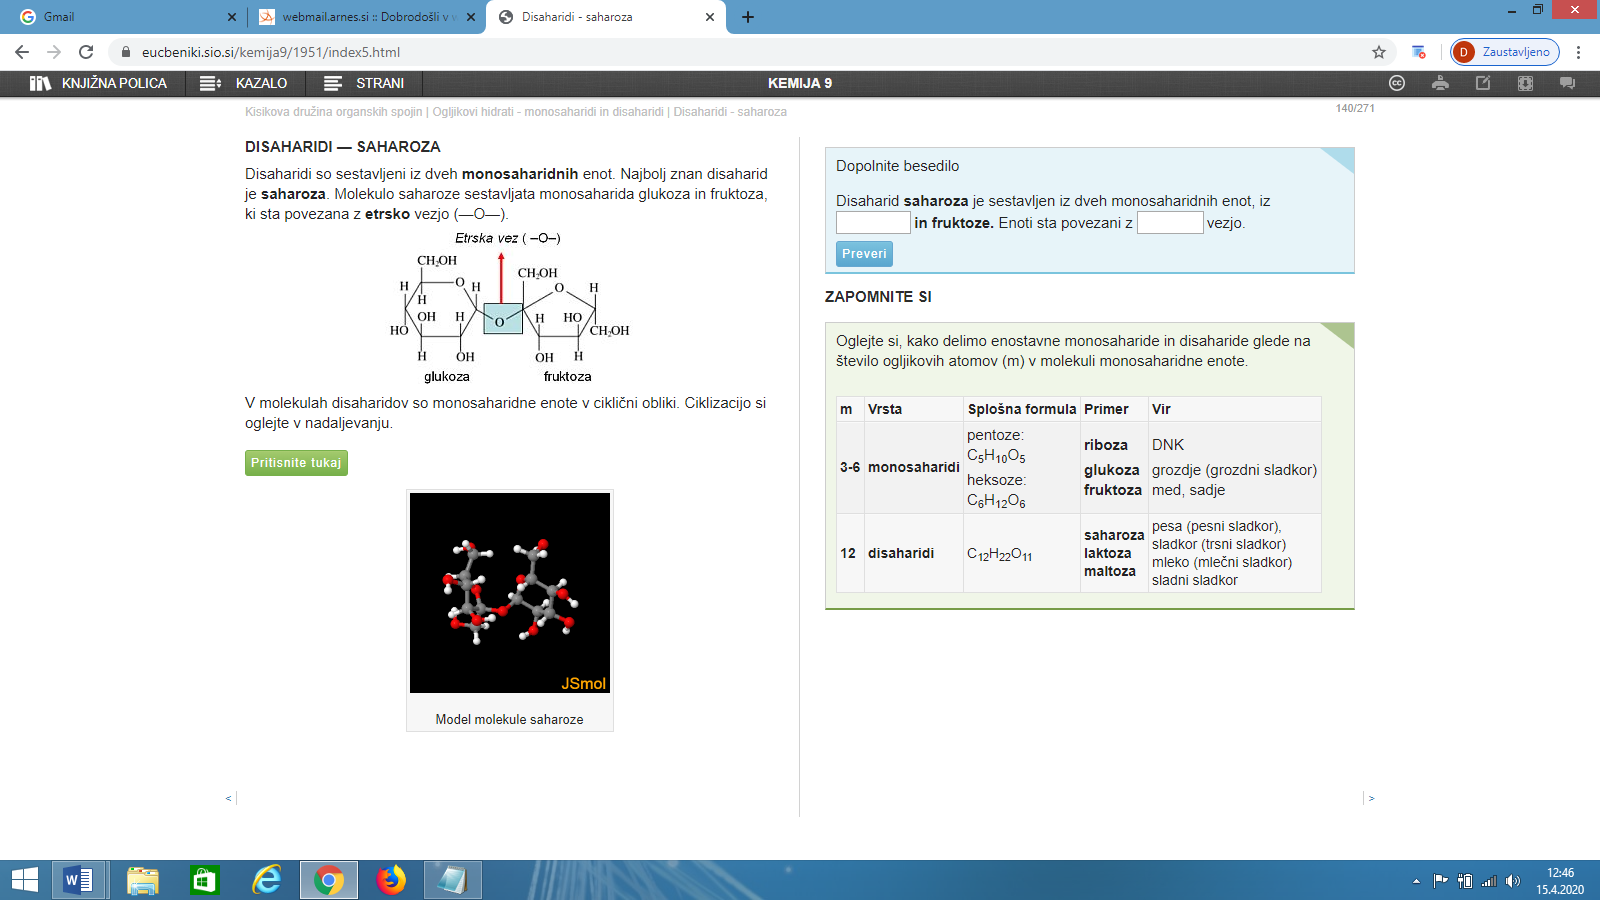 Gmail
webmail.arnes.si :: Dobrodošli v
Disaharidi - saharoza
eucbeniki.sio.si/kemija9/1951/index5.html
D
Zaustavljeno
KNJIŽNA POLICA
KAZALO
STRANI
KEMIJA 9
Kisikova družina organskih spojin | Ogljikovi hidrati - monosaharidi in disaharidi | Disaharidi - saharoza
140/271
DISAHARIDI — SAHAROZA
Disaharidi so sestavljeni iz dveh monosaharidnih enot. Najbolj znan disaharid
je saharoza. Molekulo saharoze sestavljata monosaharida glukoza in fruktoza,
ki sta povezana z etrsko vezjo (—O—).
Etrska vez ( –O–)
CH₂OH
H
O
H
H
OH
H
HO
H
OH
O
CH₂OH
O
H
H
HO
CH₂OH
OH
H
glukoza
fruktoza
V molekulah disaharidov so monosaharidne enote v ciklični obliki. Ciklizacijo si
oglejte v nadaljevanju.
Pritisnite tukaj
JSmol
Model molekule saharoze
<
Dopolnite besedilo
Disaharid saharoza je sestavljen iz dveh monosaharidnih enot, iz
in fruktoze. Enoti sta povezani z vezjo.
Preveri
ZAPOMNITE SI
Oglejte si, kako delimo enostavne monosaharide in disaharide glede na
število ogljikovih atomov (m) v molekuli monosaharidne enote.
m Vrsta Splošna formula Primer Vir
3-6 monosaharidi
pentoze:
C₅H₁₀O₅
heksoze:
C₆H₁₂O₆
riboza
glukoza
fruktoza
DNK
grozdje (grozdni sladkor)
med, sadje
12 disaharidi C₁₂H₂₂O₁₁
saharoza
laktoza
maltoza
pesa (pesni sladkor),
sladkor (trsni sladkor)
mleko (mlečni sladkor)
sladni sladkor
>
12:46
15.4.2020